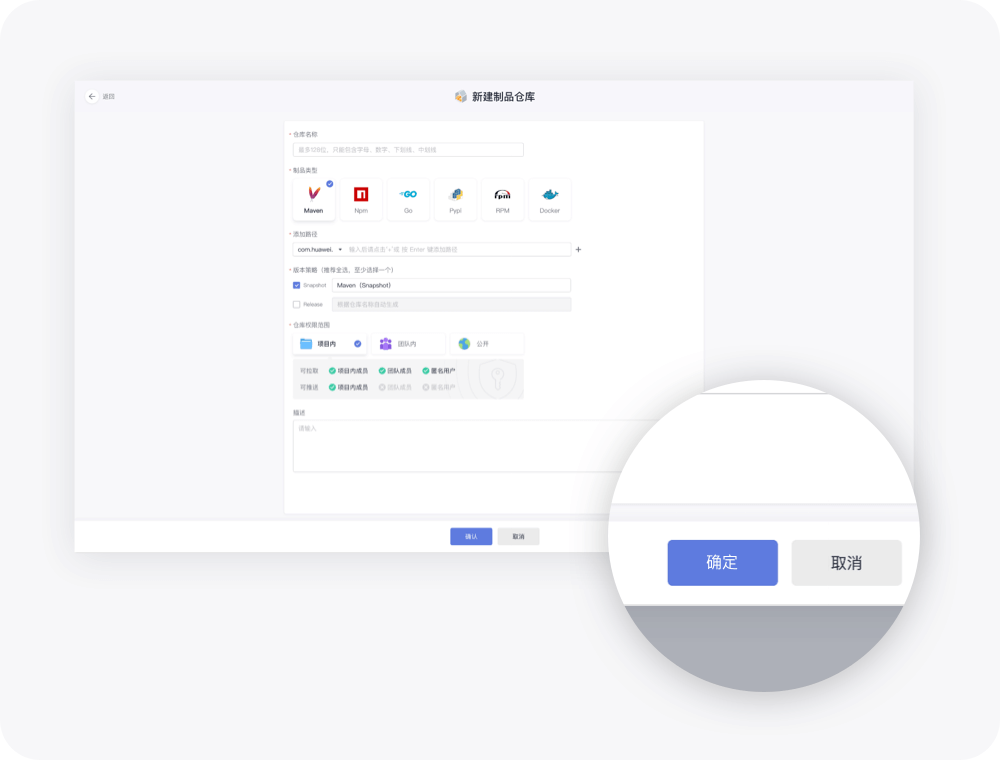 返回
新建制品仓库
* 仓库名称
最多128位，只能包含字母、数字、下划线、中划线
* 制品类型
GO
rpm
Maven Npm Go Pypi RPM Docker
* 添加路径
com.huawei. 输入后请点击"+"或 按 Enter 键添加路径 +
* 版本策略（推荐全选，至少选择一个）
Snapshot Maven（Snapshot）
Release 根据仓库名称自动生成
* 仓库权限范围
项目内 团队内 公开
可拉取 项目内成员 团队成员 匿名用户
可推送 项目内成员 团队成员 匿名用户
描述
请输入
确认 取消
确定 取消